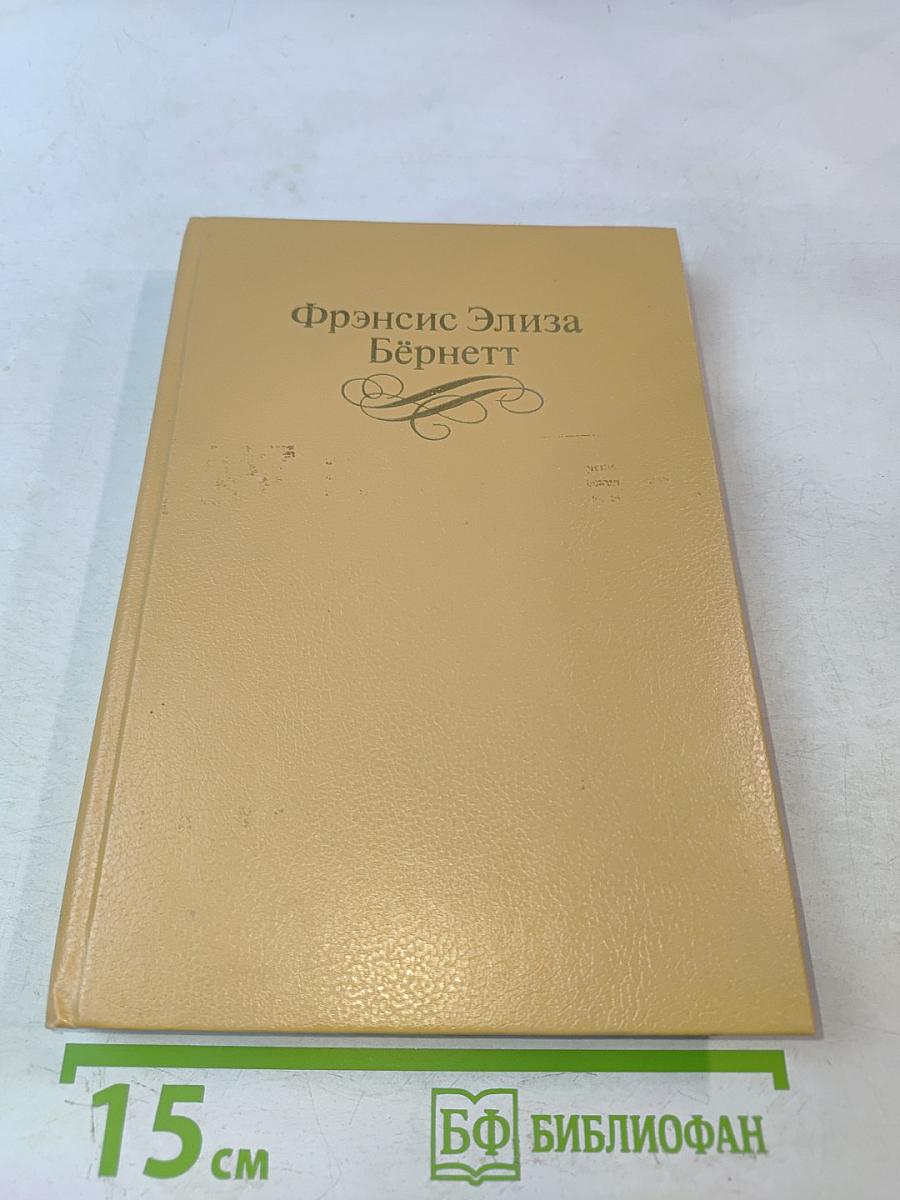 Фрэнсис Элиза
Бёрнетт
15 см
БФ БИБЛИОФАН